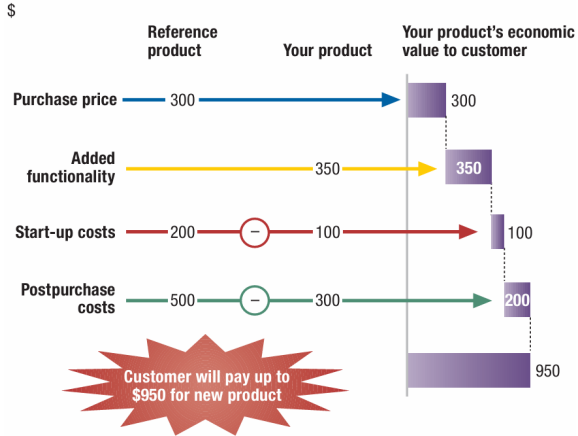 $
Reference
product
Your product
Your product's economic
value to customer
Purchase price
300
300
Added
functionality
350
350
Start-up costs
200
–
100
100
Postpurchase
costs
500
–
300
200
Customer will pay up to
$950 for new product
950